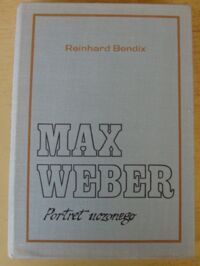 Reinhard Bendix
MAX
WEBER
Portret uczonego